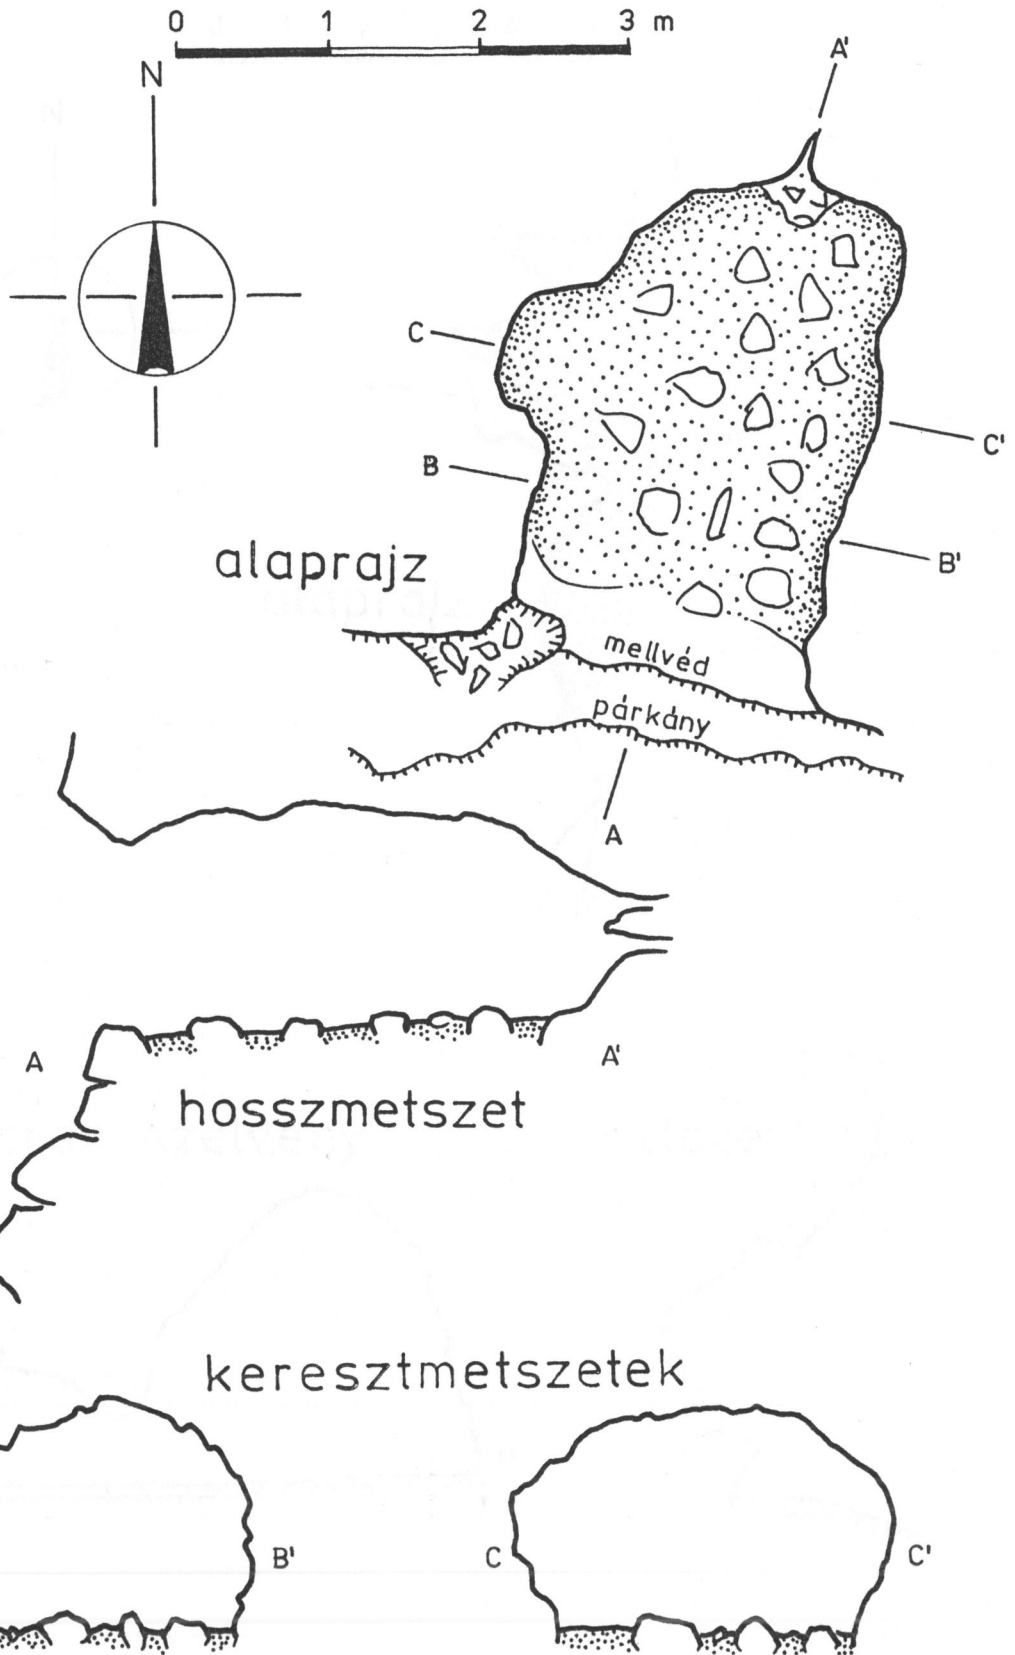 0 1 2 3 m
N
A'
C
C'
B
B'
alaprajz
mellvéd
párkány
A
A
A'
hosszmetszet
keresztmetszetek
B'
C
C'